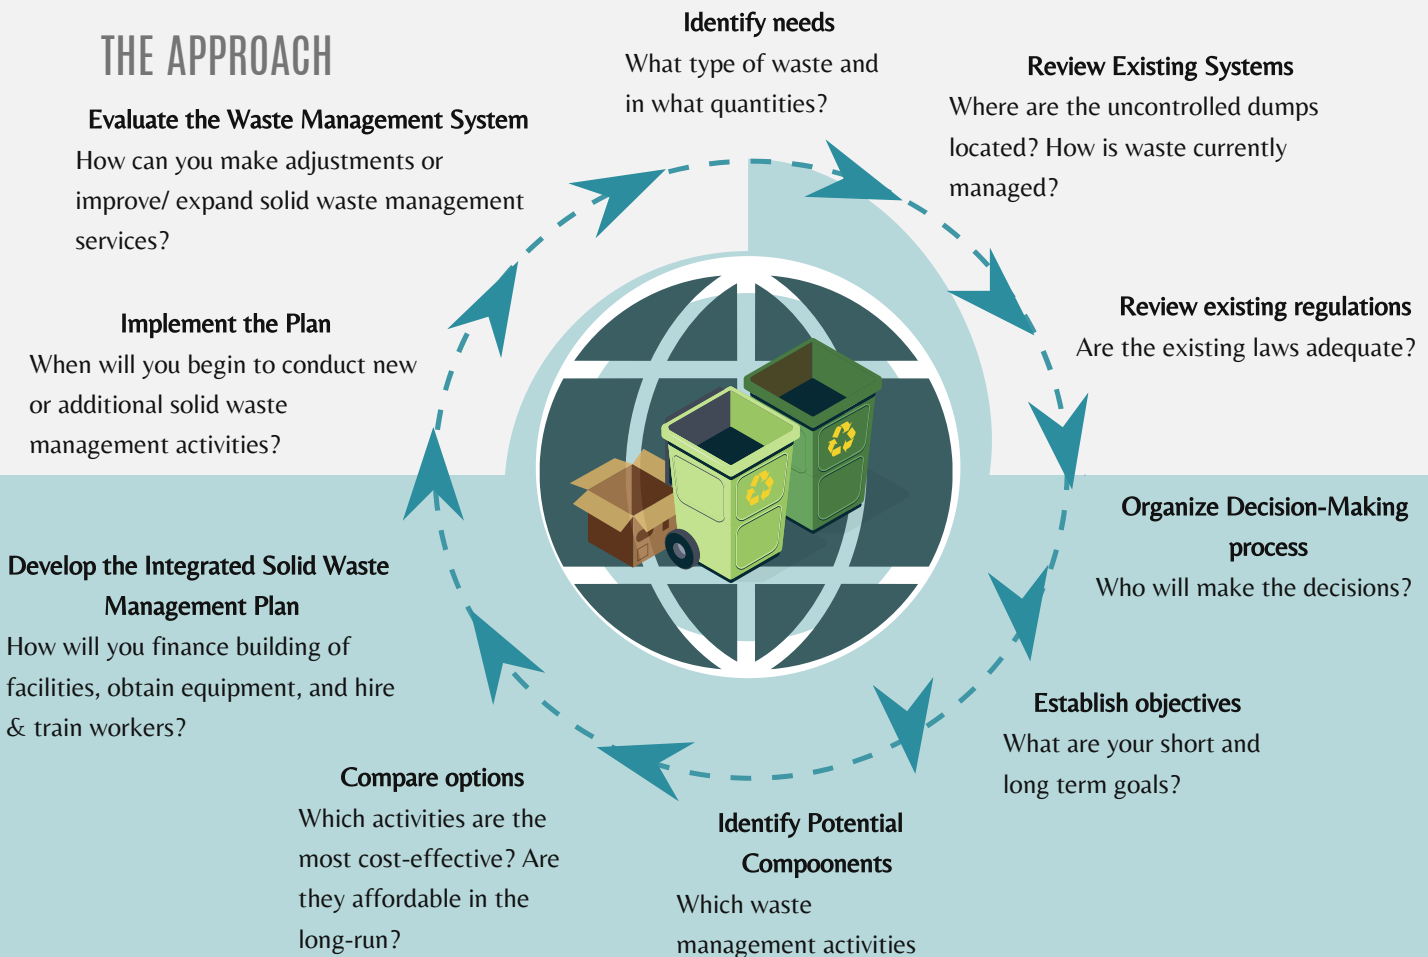 THE APPROACH
Identify needs
What type of waste and
in what quantities?
Review Existing Systems
Where are the uncontrolled dumps
located? How is waste currently
managed?
Review existing regulations
Are the existing laws adequate?
Organize Decision-Making
process
Who will make the decisions?
Establish objectives
What are your short and
long term goals?
Identify Potential
Compoonents
Which waste
management activities
Compare options
Which activities are the
most cost-effective? Are
they affordable in the
long-run?
Develop the Integrated Solid Waste
Management Plan
How will you finance building of
facilities, obtain equipment, and hire
& train workers?
Implement the Plan
When will you begin to conduct new
or additional solid waste
management activities?
Evaluate the Waste Management System
How can you make adjustments or
improve/ expand solid waste management
services?